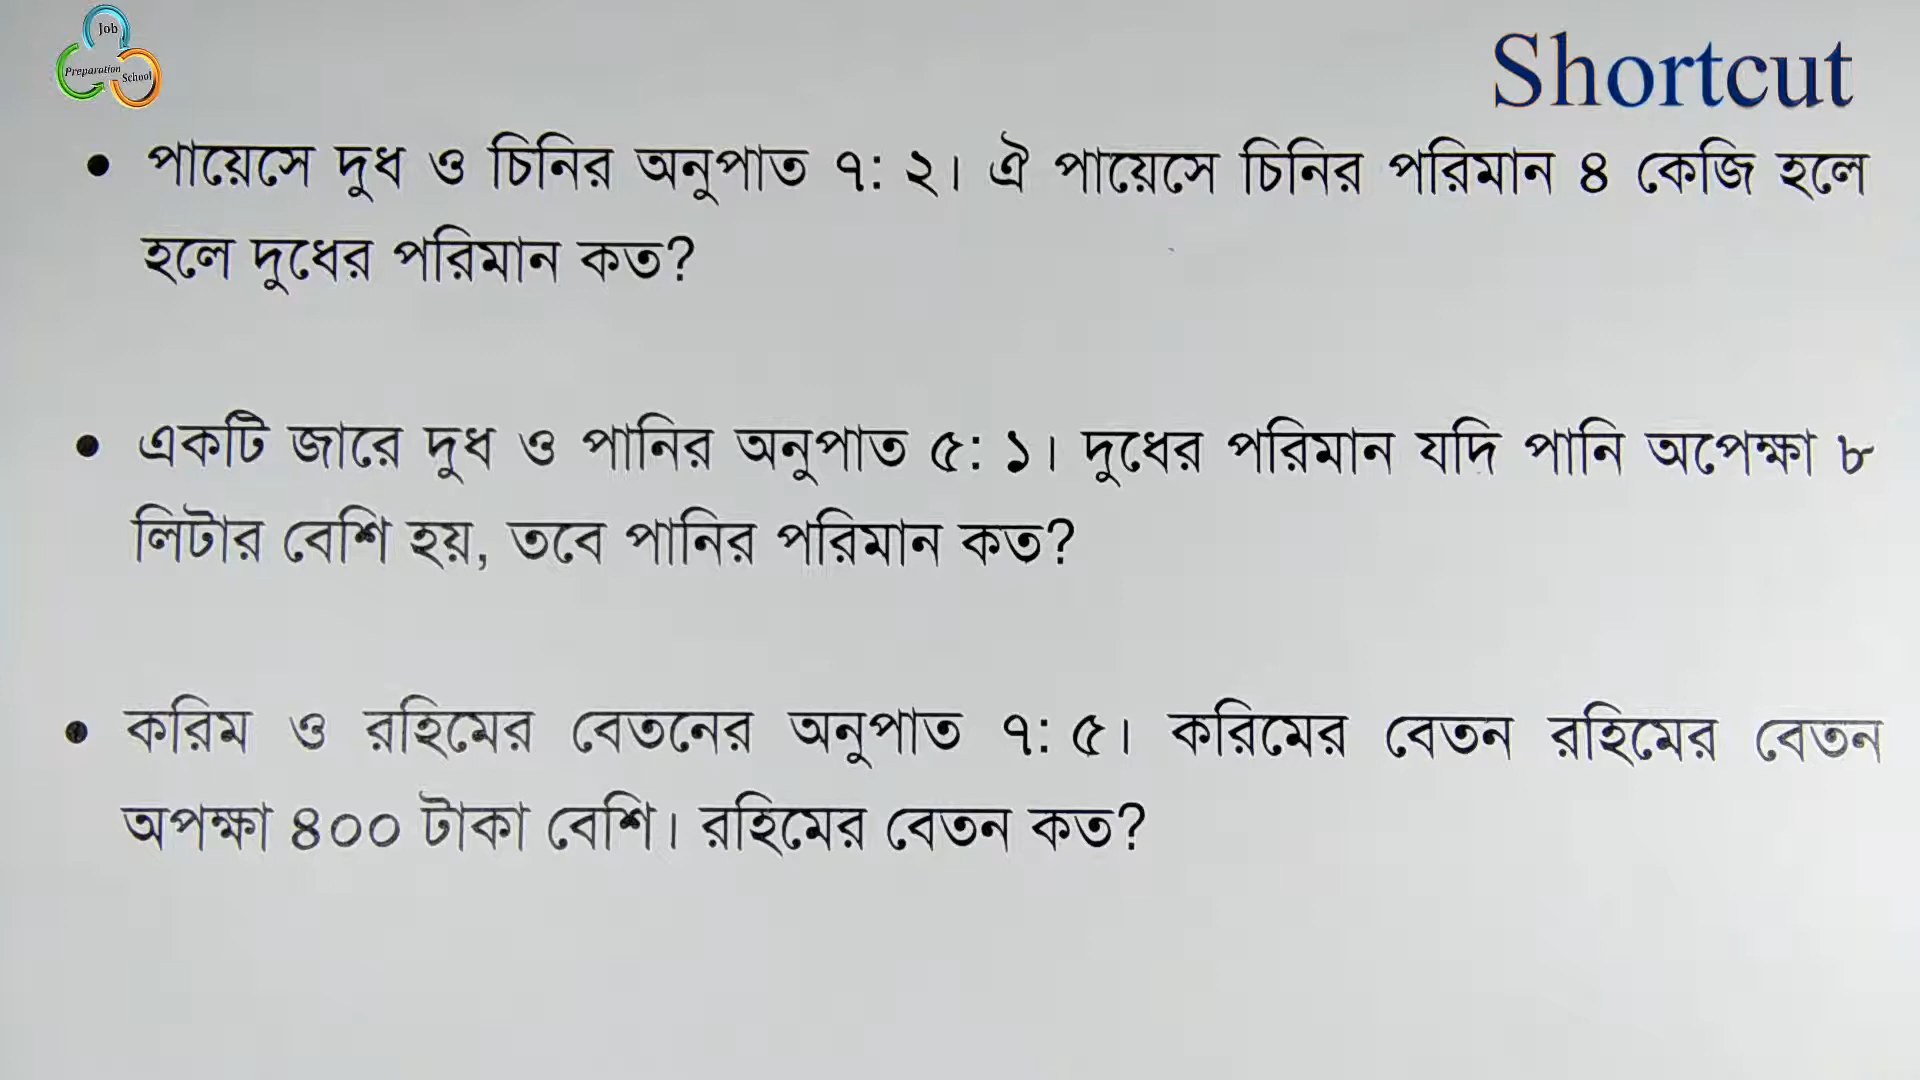 Job
Preparation
School
Shortcut
• পায়েসে দুধ ও চিনির অনুপাত ৭: ২। ঐ পায়েসে চিনির পরিমান ৪ কেজি হলে
হলে দুধের পরিমান কত?
• একটি জারে দুধ ও পানির অনুপাত ৫: ১। দুধের পরিমান যদি পানি অপেক্ষা ৮
লিটার বেশি হয়, তবে পানির পরিমান কত?
• করিম ও রহিমের বেতনের অনুপাত ৭: ৫। করিমের বেতন রহিমের বেতন
অপক্ষা ৪০০ টাকা বেশি। রহিমের বেতন কত?